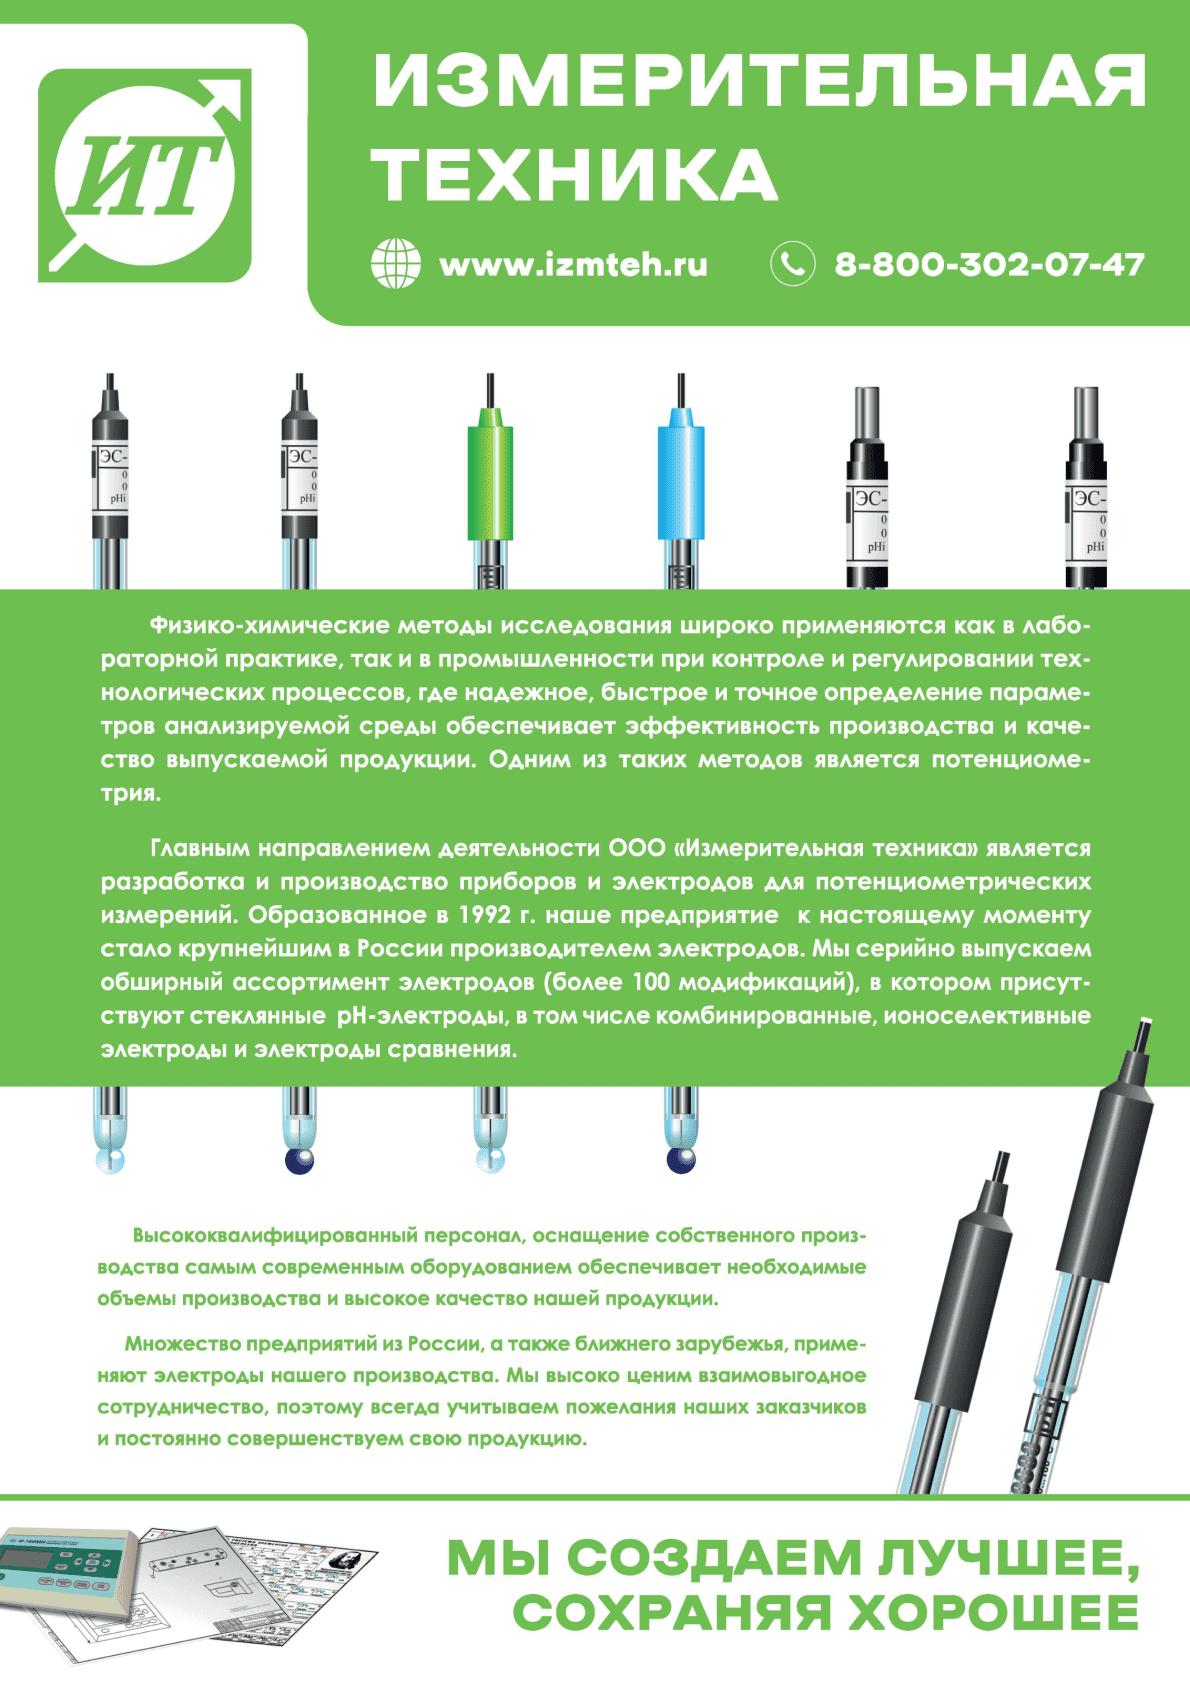 ИТ
ИЗМЕРИТЕЛЬНАЯ
ТЕХНИКА
www.izmteh.ru
8-800-302-07-47
ЭС-
0
0
pHi
ЭС-
0
0
pHi
ЭС-
0
0
pHi
ЭС-
0
0
pHi
Физико-химические методы исследования широко применяются как в лабо-
раторной практике, так и в промышленности при контроле и регулировании тех-
нологических процессов, где надежное, быстрое и точное определение параме-
тров анализируемой среды обеспечивает эффективность производства и каче-
ство выпускаемой продукции. Одним из таких методов является потенциоме-
трия.
Главным направлением деятельности ООО «Измерительная техника» является
разработка и производство приборов и электродов для потенциометрических
измерений. Образованное в 1992 г. наше предприятие к настоящему моменту
стало крупнейшим в России производителем электродов. Мы серийно выпускаем
обширный ассортимент электродов (более 100 модификаций), в котором присут-
ствуют стеклянные pH-электроды, в том числе комбинированные, ионоселективные
электроды и электроды сравнения.
Высококвалифицированный персонал, оснащение собственного произ-
водства самым современным оборудованием обеспечивает необходимые
объемы производства и высокое качество нашей продукции.
Множество предприятий из России, а также ближнего зарубежья, приме-
няют электроды нашего производства. Мы высоко ценим взаимовыгодное
сотрудничество, поэтому всегда учитываем пожелания наших заказчиков
и постоянно совершенствуем свою продукцию.
МЫ СОЗДАЕМ ЛУЧШЕЕ,
СОХРАНЯЯ ХОРОШЕЕ